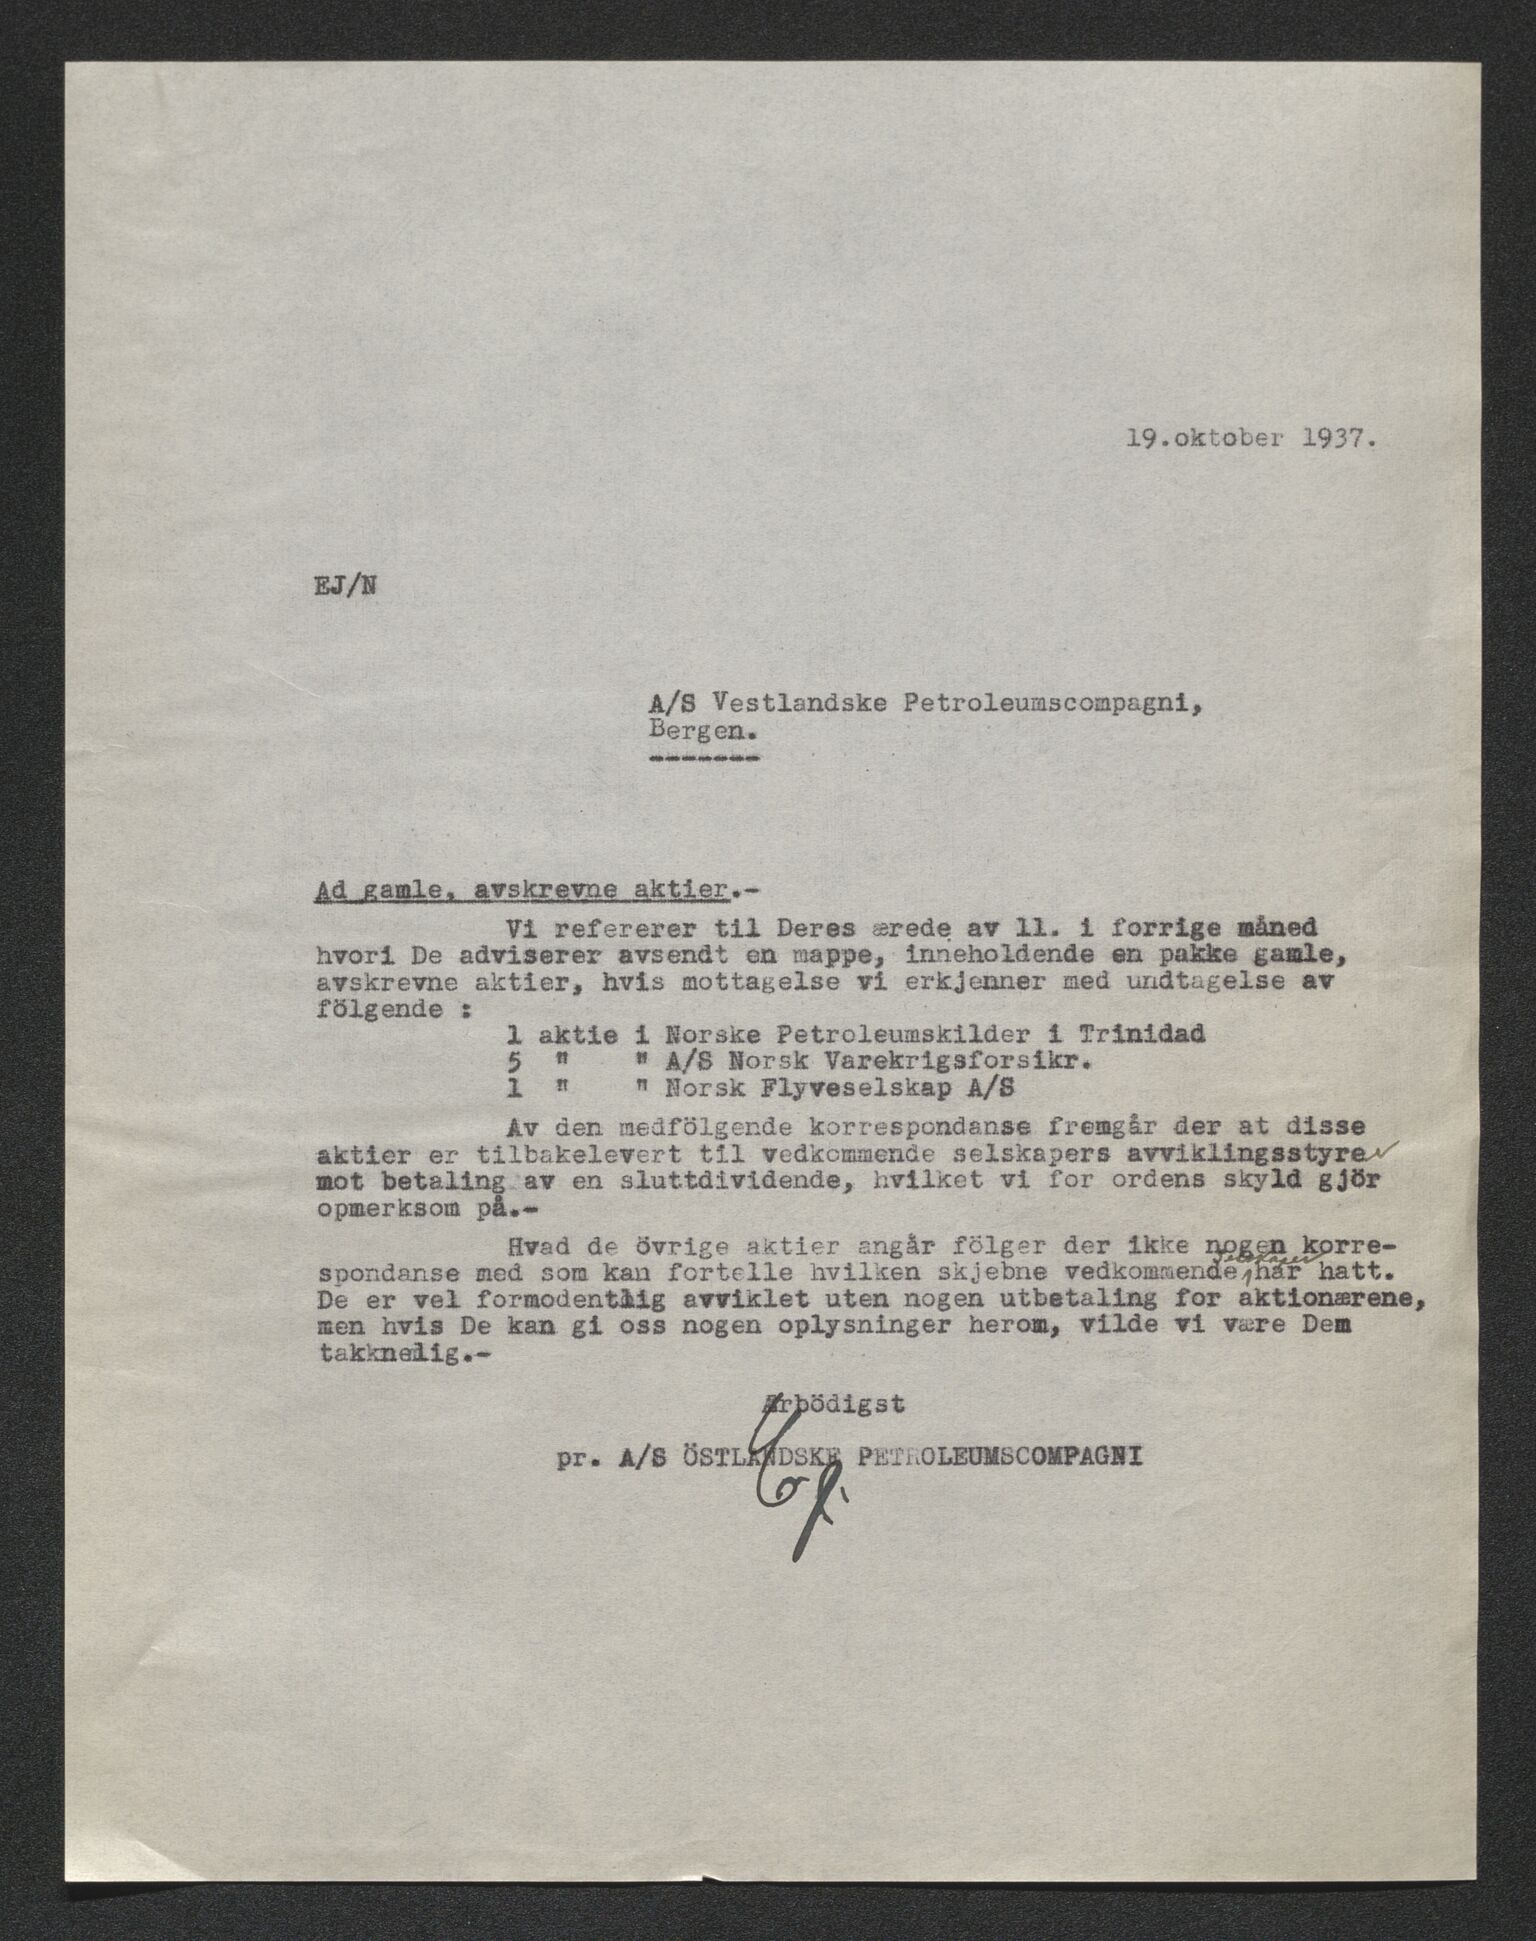 19.oktober 1937.
EJ/N
A/S Vestlandske Petroleumscompagni,
Bergen.
-------
Ad gamle, avskrevne aktier.-
Vi refererer til Deres ærede av 11. i forrige måned
hvori De adviserer avsendt en mappe, inneholdende en pakke gamle,
avskrevne aktier, hvis mottagelse vi erkjenner med undtagelse av
fölgende :
1 aktie i Norske Petroleumskilder i Trinidad
5 " " A/S Norsk Varekrigsforsikr.
1 " " Norsk Flyveselskap A/S
Av den medfölgende korrespondanse fremgår der at disse
aktier er tilbakelevert til vedkommende selskapers avviklingsstyrer
mot betaling av en sluttdividende, hvilket vi for ordens skyld gjör
opmerksom på.-
Hvad de övrige aktier angår fölger der ikke nogen korre-
selskaper
spondanse med som kan fortelle hvilken skjebne vedkommende, har hatt.
De er vel formodentlig avviklet uten nogen utbetaling for aktionærene,
men hvis De kan gi oss nogen oplysninger herom, vilde vi være Dem
takknemlig.-
Ærbödigst
pr. A/S ÖSTLANDSKE PETROLEUMSCOMPAGNI